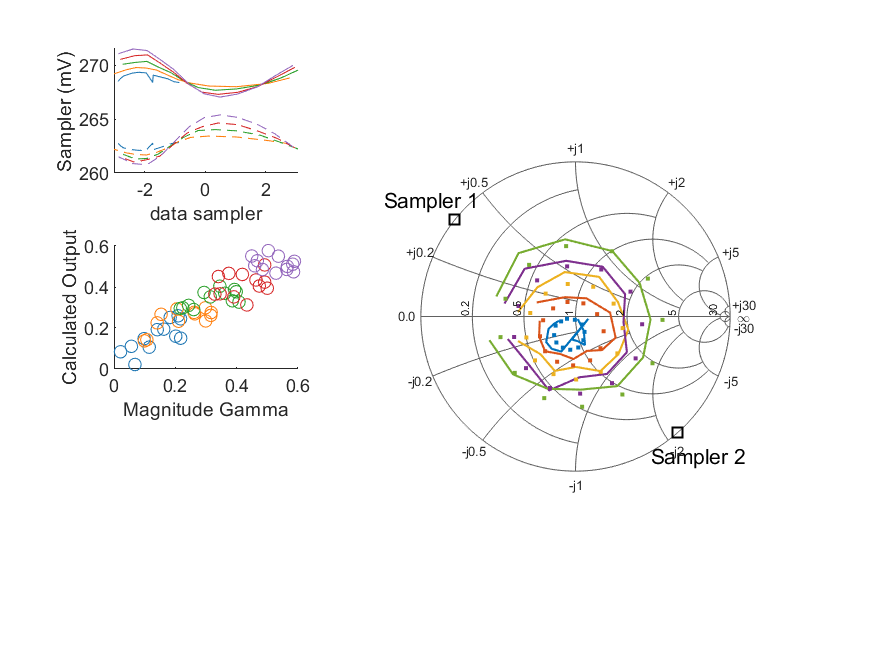 270
265
260
Sampler (mV)
-2
0
2
data sampler
0.6
0.4
0.2
0
Calculated Output
0
0.2
0.4
0.6
Magnitude Gamma
+j1
+j0.5
+j2
Sampler 1
+j0.2
+j5
0.0
0.2
0.5
1
2
5
30
+j30
∞
-j30
-j0.2
-j5
-j0.5
-j2
Sampler 2
-j1